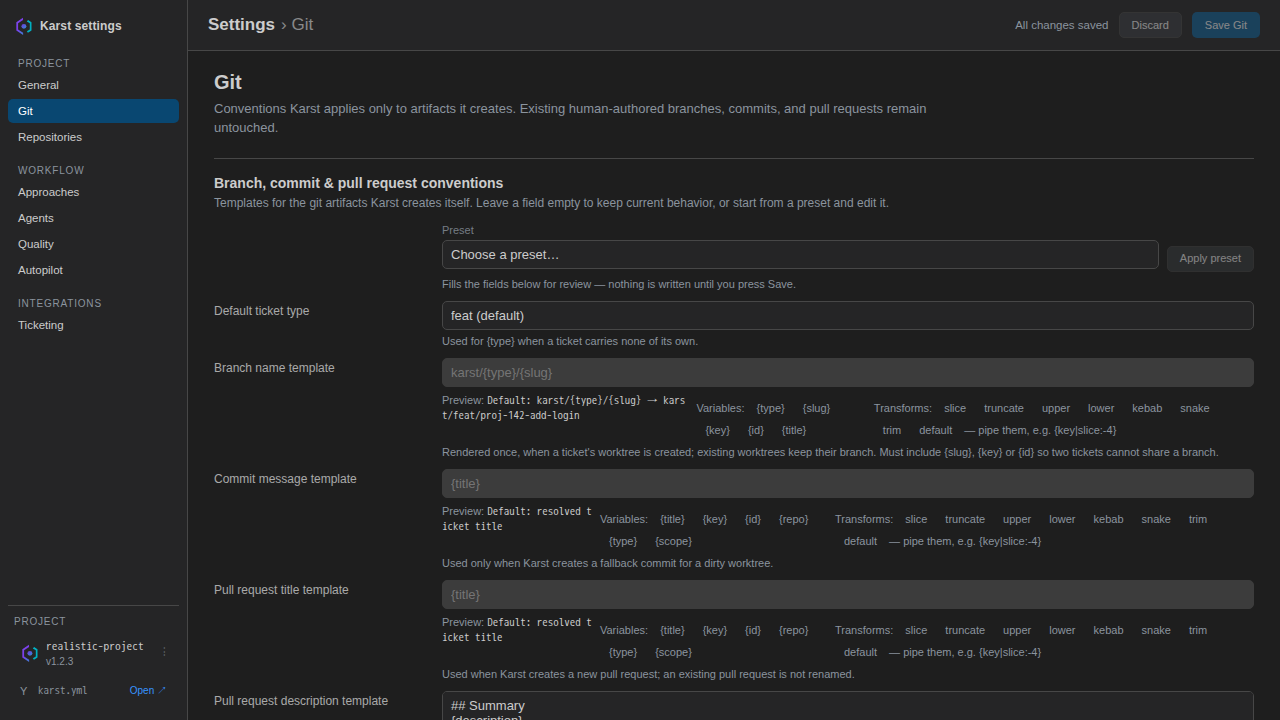 Karst settings
PROJECT
General
Git
Repositories
WORKFLOW
Approaches
Agents
Quality
Autopilot
INTEGRATIONS
Ticketing
PROJECT
realistic-project
v1.2.3
Y karst.yml Open ↗
Settings › Git
All changes saved Discard Save Git
Git
Conventions Karst applies only to artifacts it creates. Existing human-authored branches, commits, and pull requests remain
untouched.
Branch, commit & pull request conventions
Templates for the git artifacts Karst creates itself. Leave a field empty to keep current behavior, or start from a preset and edit it.
Preset
Choose a preset… Apply preset
Fills the fields below for review — nothing is written until you press Save.
Default ticket type feat (default)
Used for {type} when a ticket carries none of its own.
Branch name template karst/{type}/{slug}
Preview: Default: karst/{type}/{slug} → kars
t/feat/proj-142-add-login
Variables: {type} {slug}
{key} {id} {title}
Transforms: slice truncate upper lower kebab snake
trim default — pipe them, e.g. {key|slice:-4}
Rendered once, when a ticket's worktree is created; existing worktrees keep their branch. Must include {slug}, {key} or {id} so two tickets cannot share a branch.
Commit message template {title}
Preview: Default: resolved t
icket title
Variables: {title} {key} {id} {repo}
{type} {scope}
Transforms: slice truncate upper lower kebab snake trim
default — pipe them, e.g. {key|slice:-4}
Used only when Karst creates a fallback commit for a dirty worktree.
Pull request title template {title}
Preview: Default: resolved t
icket title
Variables: {title} {key} {id} {repo}
{type} {scope}
Transforms: slice truncate upper lower kebab snake trim
default — pipe them, e.g. {key|slice:-4}
Used when Karst creates a new pull request; an existing pull request is not renamed.
Pull request description template ## Summary
{description}